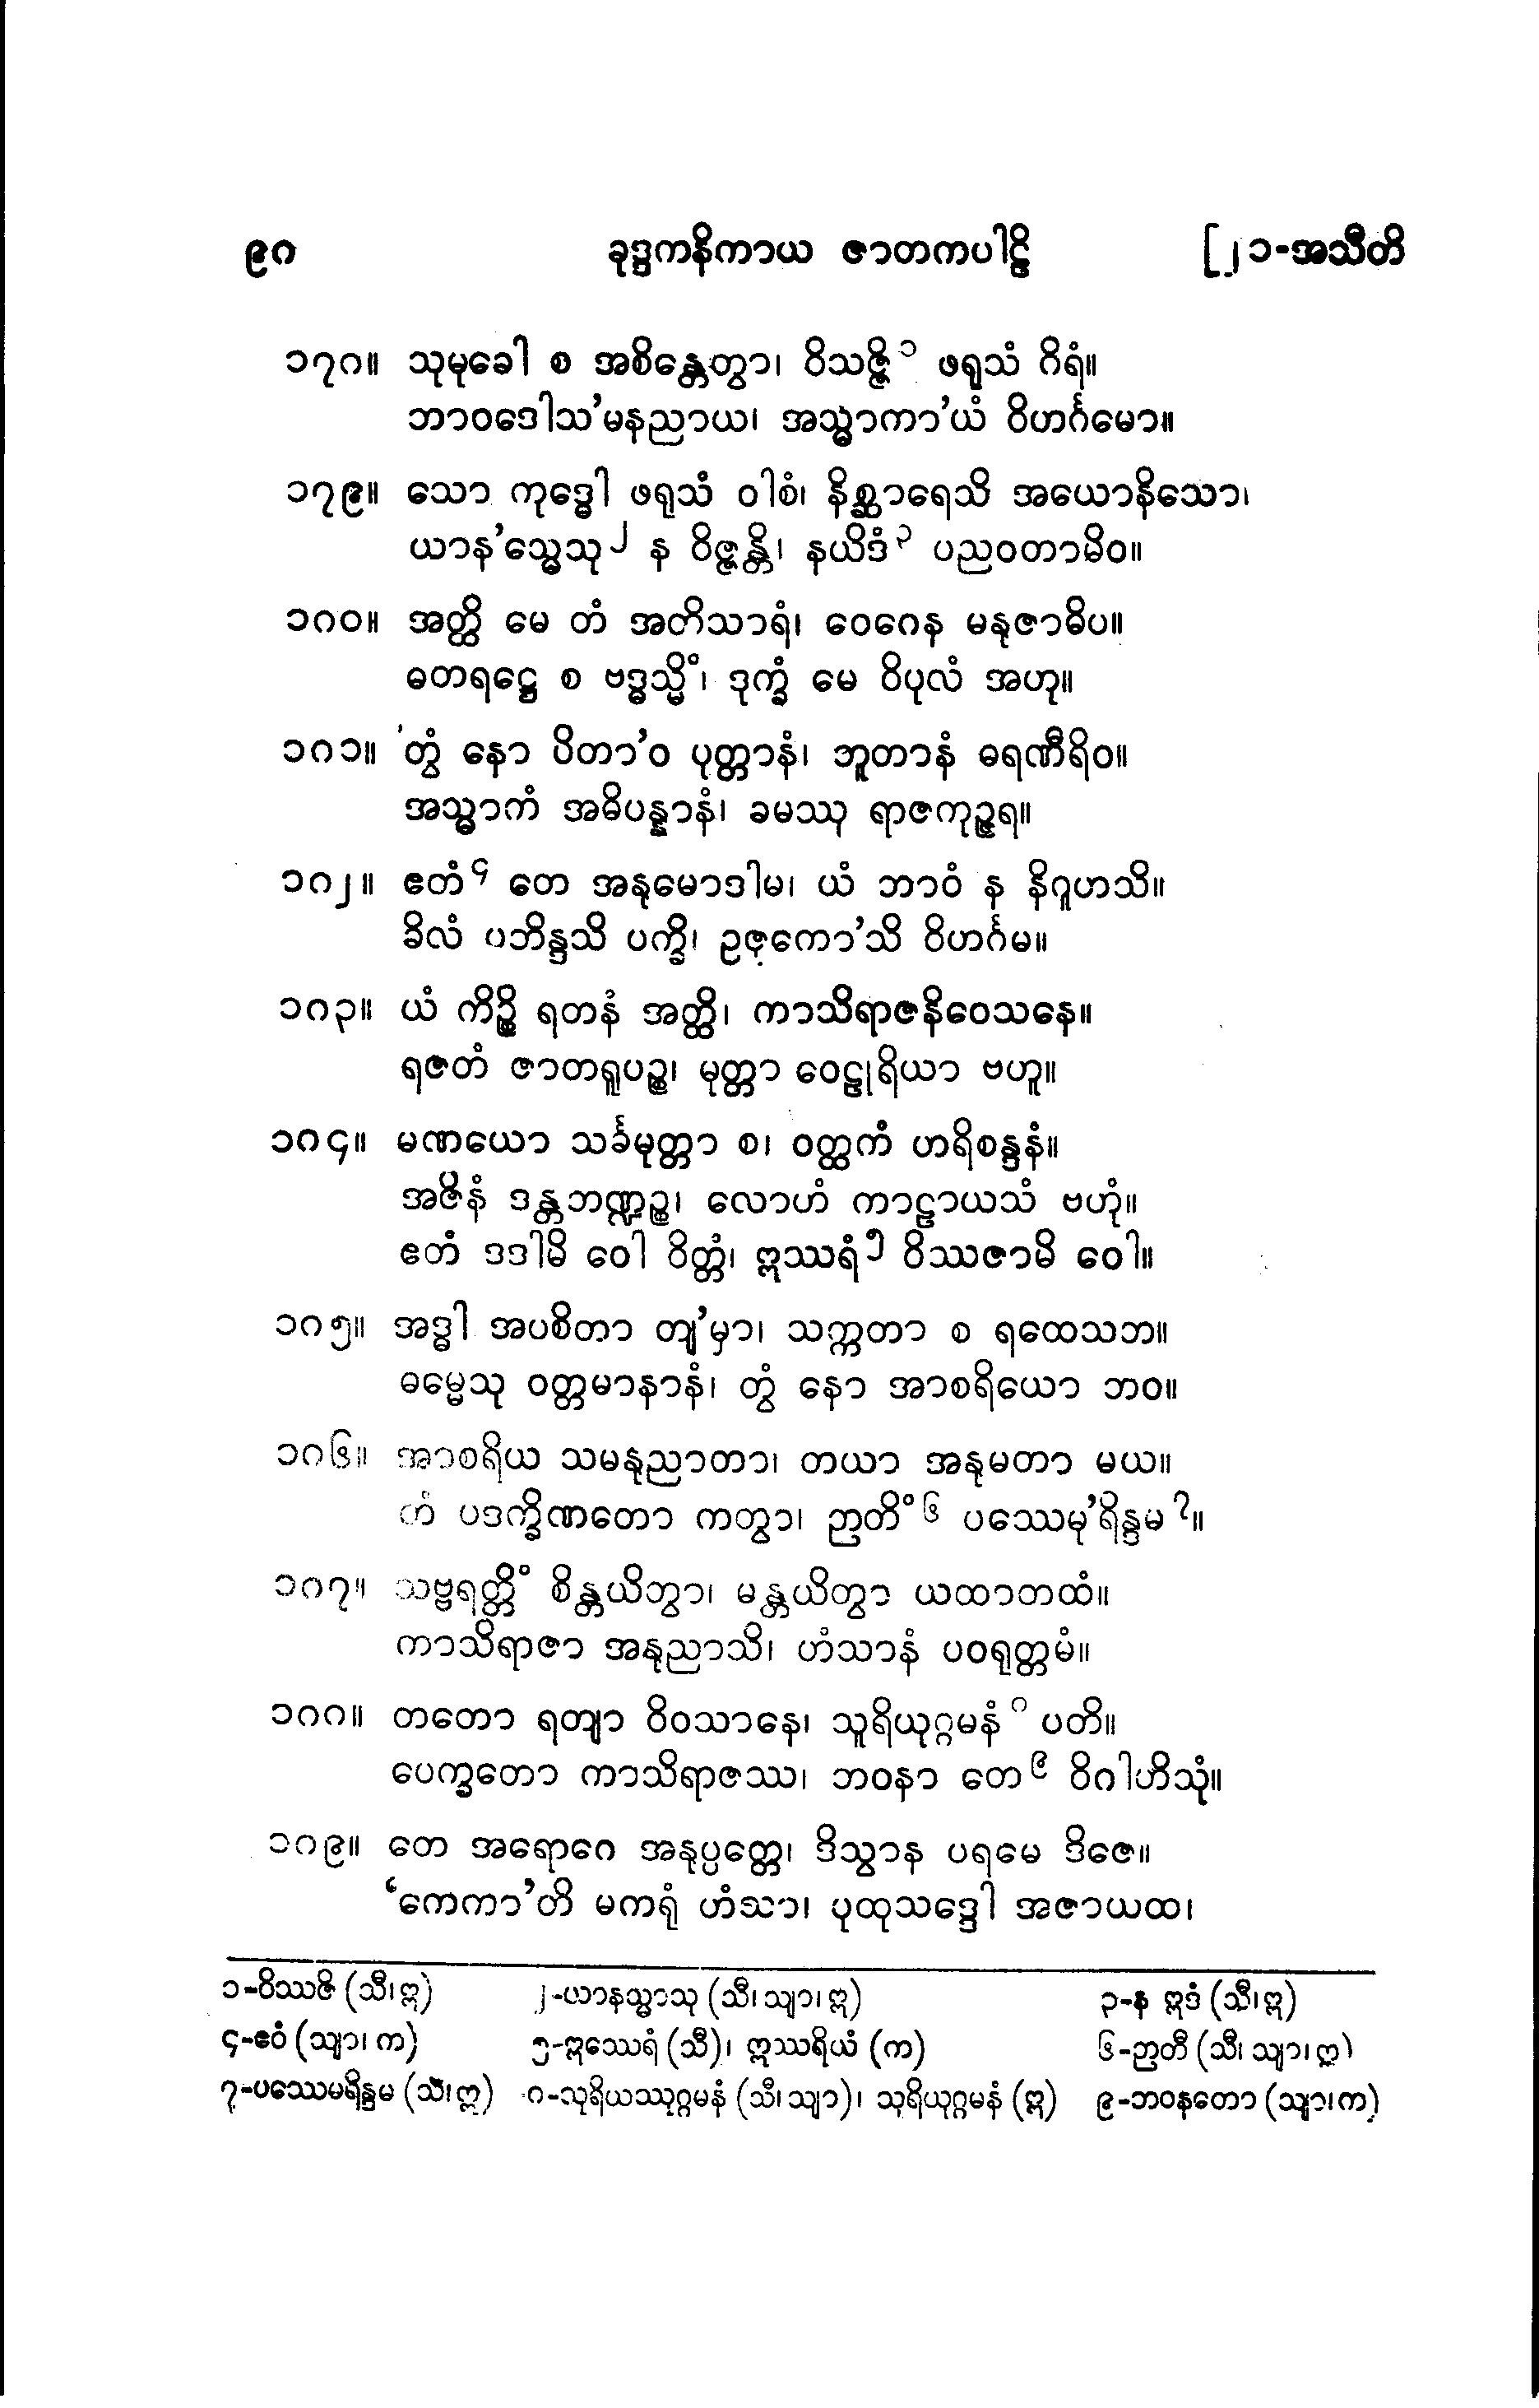 ၉၈ ခုဒ္ဒကနိကာယ ဇာတကပါဠိ [၂၁-အသီတိ
၁၇၈။ သုမုခေါ စ အစိန္တေတွာ၊ ဝိသဇ္ဇိ၁ ဖရုသံ ဂိရံ။
ဘာဝဒေါသ’မနညာယ၊ အသ္မာကာ’ယံ ဝိဟင်္ဂမော။
၁၇၉။ သော ကုဒ္ဓေါ ဖရုသံ ဝါစံ၊ နိစ္ဆာရေသိ အယောနိသော၊
ယာန’သ္မေသု၂ န ဝိဇ္ဇန္တိ၊ နယိဒံ၃ ပညဝတာမိဝ။
၁၈၀။ အတ္ထိ မေ တံ အတိသာရံ၊ ဝေဂေန မနုဇာဓိပ။
ဓတရဋ္ဌေ စ ဗဒ္ဓသ္မိံ၊ ဒုက္ခံ မေ ဝိပုလံ အဟု။
၁၈၁။ ‘တွံ နော ပိတာ’ဝ ပုတ္တာနံ၊ ဘူတာနံ ဓရဏီရိဝ။
အသ္မာကံ အဓိပန္နာနံ၊ ခမဿု ရာဇကုဉ္ဇရ။
၁၈၂။ ဧတံ၄ တေ အနုမောဒါမ၊ ယံ ဘာဝံ န နိဂူဟသိ။
ခိလံ ပဘိန္ဒသိ ပက္ခိ၊ ဥဇုကော’သိ ဝိဟင်္ဂမ။
၁၈၃။ ယံ ကိဉ္စိ ရတနံ အတ္ထိ၊ ကာသိရာဇနိဝေသနေ။
ရဇတံ ဇာတရူပဉ္စ၊ မုတ္တာ ဝေဠုရိယာ ဗဟူ။
၁၈၄။ မဏယော သင်္ခမုတ္တာ စ၊ ဝတ္ထကံ ဟရိစန္ဒနံ။
အဇိနံ ဒန္တဘဏ္ဍဉ္စ၊ လောဟံ ကာဠာယသံ ဗဟုံ။
ဧတံ ဒဒါမိ ဝေါ ဝိတ္တံ၊ ဣဿရံ၅ ဝိဿဇာမိ ဝေါ။
၁၈၅။ အဒ္ဓါ အပစိတာ တျ’မှာ၊ သက္ကတာ စ ရထေသဘ။
ဓမ္မေသု ဝတ္တမာနာနံ၊ တွံ နော အာစရိယော ဘဝ။
၁၈၆။ အာစရိယ သမနုညာတာ၊ တယာ အနုမတာ မယ။
တံ ပဒက္ခိဏတော ကတွာ၊ ဉာတိံ၆ ပဿေမု’ရိန္ဒမ၇။
၁၈၇။ သဗ္ဗရတ္တိံ စိန္တယိတွာ၊ မန္တယိတွာ ယထာတထံ။
ကာသိရာဇာ အနုညာသိ၊ ဟံသာနံ ပဝရုတ္တမံ။
၁၈၈။ တတော ရတျာ ဝိဝသာနေ၊ သူရိယုဂ္ဂမနံ၈ ပတိ။
ပေက္ခတော ကာသိရာဇဿ၊ ဘဝနာ တေ၉ ဝိဂါဟိသုံ။
၁၈၉။ တေ အရောဂေ အနုပ္ပတ္တေ၊ ဒိသွာန ပရမေ ဒိဇေ။
‘ကေကာ’တိ မကရုံ ဟံသာ၊ ပုထုသဒ္ဒေါ အဇာယထ၊
၁-ဝိဿဇိ (သီ၊ ဣ) ၂-ယာနသ္မာသု (သီ၊ သျာ၊ ဣ) ၃-န ဣဒံ (သီ၊ ဣ)
၄-ဧဝံ (သျာ၊ က) ၅-ဣဿေရံ (သီ)၊ ဣဿရိယံ (က) ၆-ဉာတီ (သီ၊ သျာ၊ ဣ)
၇-ပဿေမရိန္ဒမ (သီ၊ ဣ) ၈-သုရိယဿုဂ္ဂမနံ (သီ၊ သျာ)၊ သုရိယုဂ္ဂမနံ (ဣ) ၉-ဘဝနတော (သျာ၊ က)